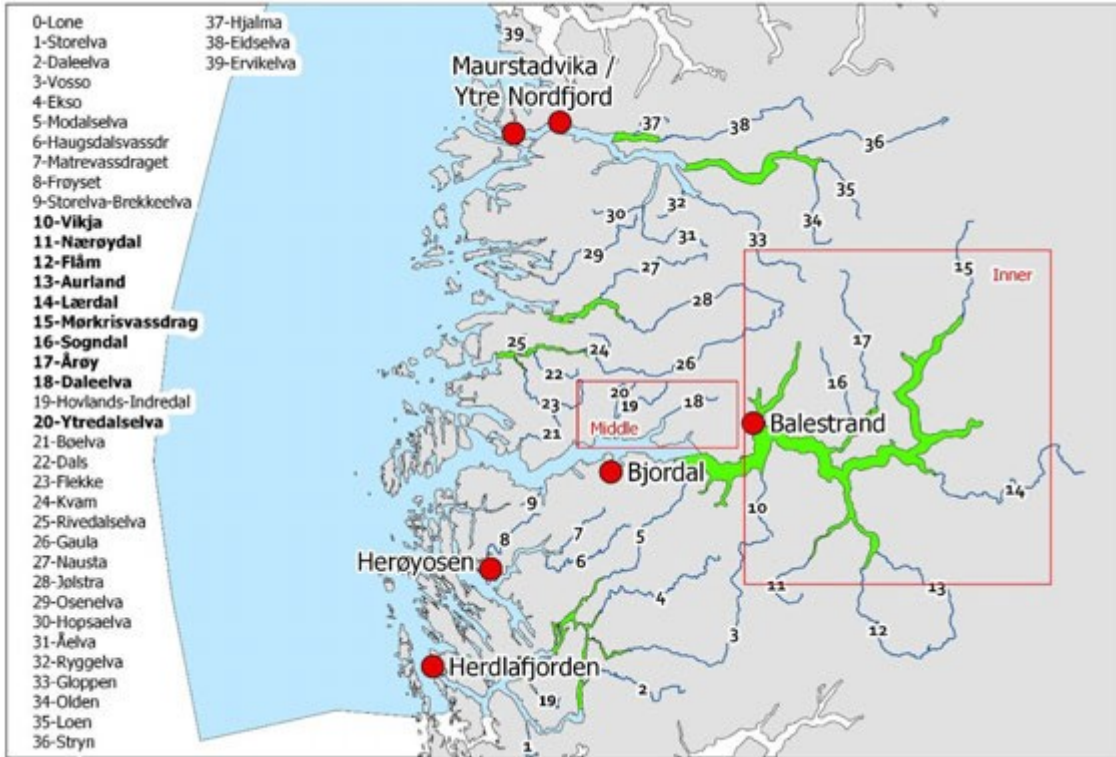 0-Lone
1-Storelva
2-Daleelva
3-Vosso
4-Ekso
5-Modalselva
6-Haugsdalsvassdr
7-Matrevassdraget
8-Frøyset
9-Storelva-Brekkeelva
10-Vikja
11-Nærøydal
12-Flåm
13-Aurland
14-Lærdal
15-Mørkrisvassdrag
16-Sogndal
17-Årøy
18-Daleelva
19-Hovlands-Indredal
20-Ytredalselva
21-Bøelva
22-Dals
23-Flekke
24-Kvam
25-Rivedalselva
26-Gaula
27-Nausta
28-Jølstra
29-Osenelva
30-Hopsaelva
31-Åelva
32-Ryggelva
33-Gloppen
34-Olden
35-Loen
36-Stryn
37-Hjalma
38-Eidselva
39-Ervikelva
39
Maurstadvika /
Ytre Nordfjord
37
38
36
35
32
30
34
31
33
29
27
15
Inner
28
25
24
17
22
26
16
20
18
23
19
Middle
21
Balestrand
Bjordal
14
9
10
7
5
8
6
Herøyosen
11
13
4
12
3
Herdlafjorden
2
19
1